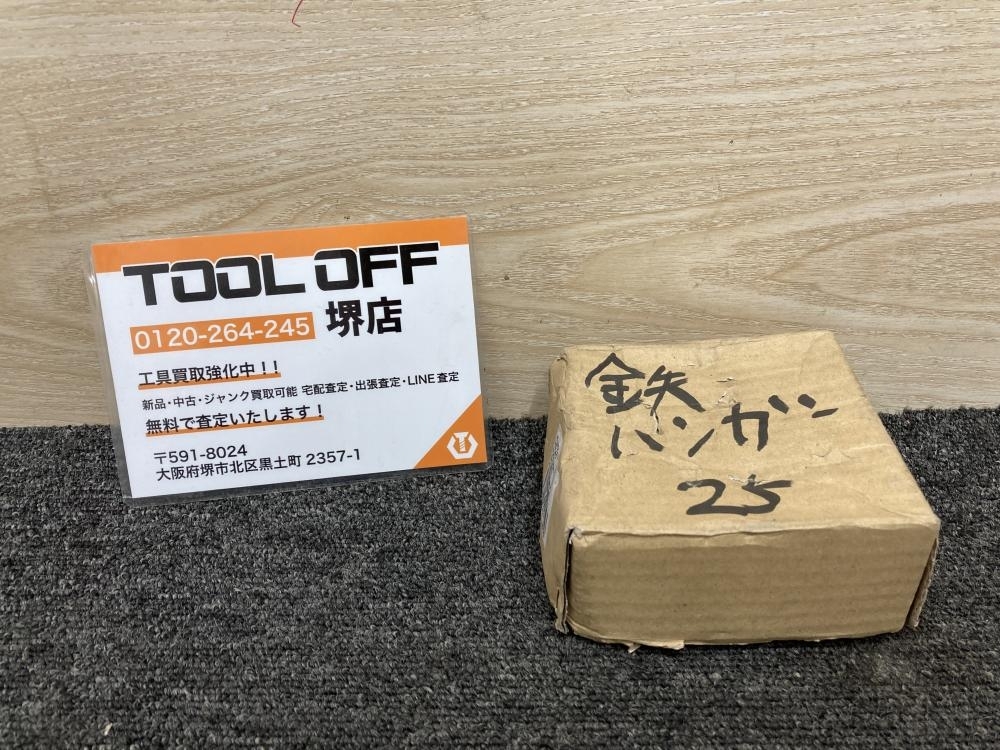 TOOL OFF
堺店
0120-264-245
工具買取強化中！！
新品・中古・ジャンク買取可能 宅配査定・出張査定・LINE査定
無料で査定いたします！
〒591-8024
大阪府堺市北区黒土町 2357-1
鉄
ハンガー
25